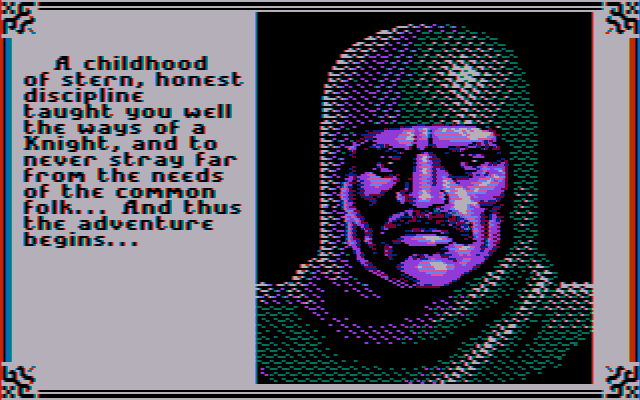 A childhood
of stern, honest
discipline
taught you well
the ways of a
Knight, and to
never stray far
from the needs
of the common
folk... And thus
the adventure
begins...